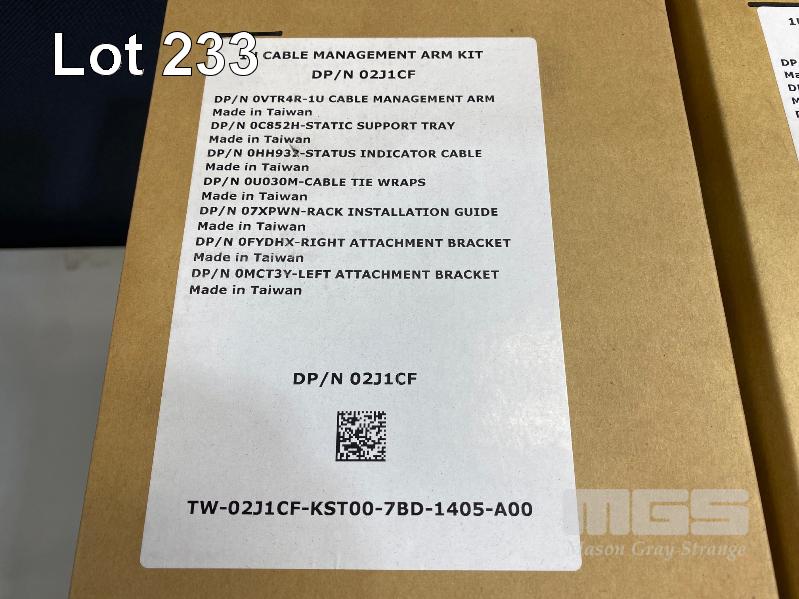 Lot 233
CABLE MANAGEMENT ARM KIT
DP/N 02J1CF
DP/N 0VTR4R-1U CABLE MANAGEMENT ARM
Made in Taiwan
DP/N 0C852H-STATIC SUPPORT TRAY
Made in Taiwan
DP/N 0HH932-STATUS INDICATOR CABLE
Made in Taiwan
DP/N 0U030M-CABLE TIE WRAPS
Made in Taiwan
DP/N 07XPWN-RACK INSTALLATION GUIDE
Made in Taiwan
DP/N 0FYDHX-RIGHT ATTACHMENT BRACKET
Made in Taiwan
DP/N 0MCT3Y-LEFT ATTACHMENT BRACKET
Made in Taiwan
DP/N 02J1CF
TW-02J1CF-KST00-7BD-1405-A00
MGS
Mason Gray Strange